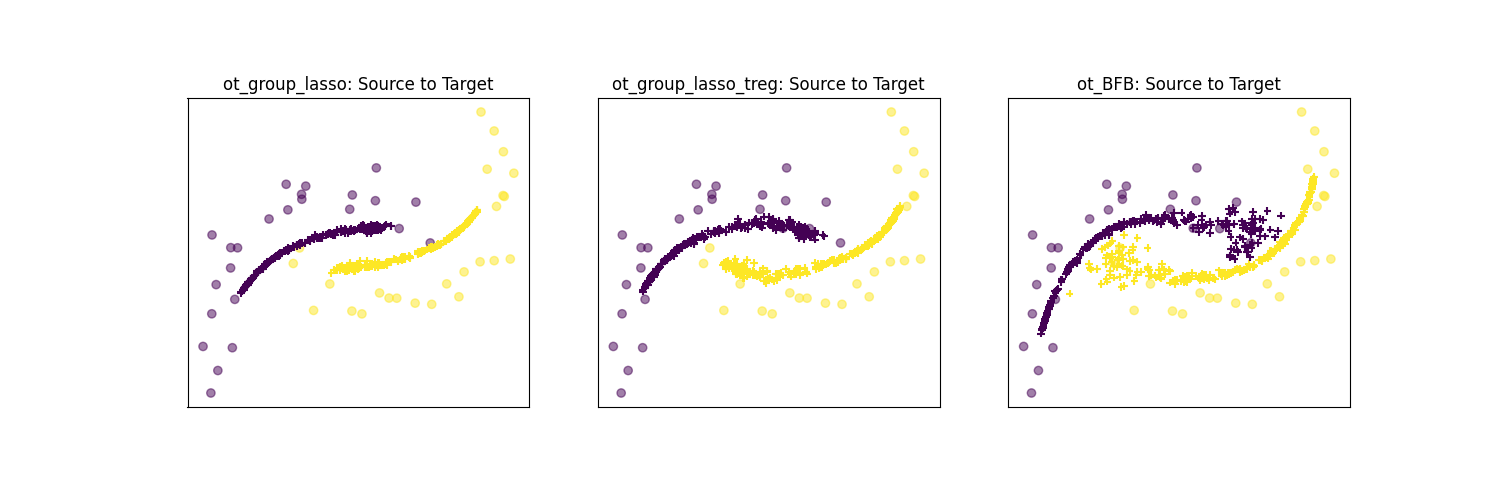 ot_group_lasso: Source to Target
ot_group_lasso_treg: Source to Target
ot_BFB: Source to Target